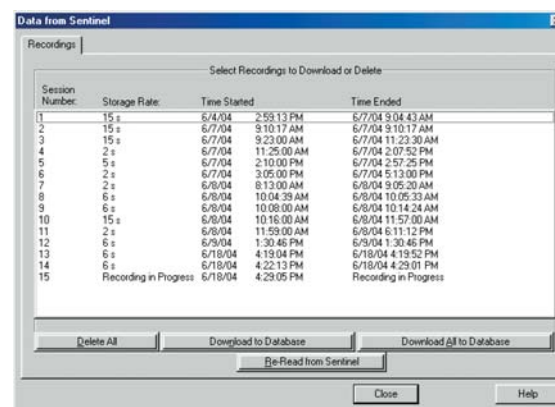 Data from Sentinel
Recordings
Select Recordings to Download or Delete
Session
Number: Storage Rate: Time Started Time Ended
1 15 s 6/4/04 2:59:13 PM 6/7/04 9:04:43 AM
2 15 s 6/7/04 9:10:17 AM 6/7/04 9:10:17 AM
3 15 s 6/7/04 9:23:00 AM 6/7/04 11:23:30 AM
4 2 s 6/7/04 11:25:00 AM 6/7/04 2:07:52 PM
5 5 s 6/7/04 2:10:00 PM 6/7/04 2:57:25 PM
6 2 s 6/7/04 3:05:00 PM 6/7/04 5:13:00 PM
7 2 s 6/8/04 8:13:00 AM 6/8/04 9:05:20 AM
8 6 s 6/8/04 10:04:39 AM 6/8/04 10:05:33 AM
9 6 s 6/8/04 10:08:00 AM 6/8/04 10:14:24 AM
10 15 s 6/8/04 10:16:00 AM 6/8/04 11:57:00 AM
11 2 s 6/8/04 11:59:00 AM 6/8/04 6:11:12 PM
12 6 s 6/9/04 1:30:46 PM 6/9/04 1:30:46 PM
13 6 s 6/18/04 4:19:04 PM 6/18/04 4:19:52 PM
14 6 s 6/18/04 4:22:13 PM 6/18/04 4:29:01 PM
15 Recording in Progress 6/18/04 4:29:05 PM Recording in Progress
Delete All Download to Database Download All to Database
Re-Read from Sentinel
Close Help